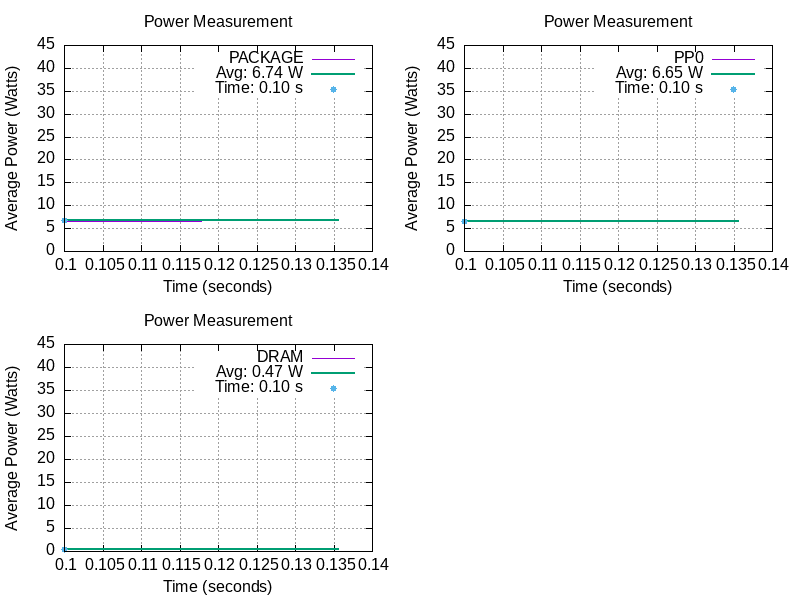 Power Measurement
45
40
35
30
25
20
15
10
5
0
Average Power (Watts)
PACKAGE
Avg: 6.74 W
Time: 0.10 s
0.1 0.105 0.11 0.115 0.12 0.125 0.13 0.135 0.14
Time (seconds)
Power Measurement
45
40
35
30
25
20
15
10
5
0
Average Power (Watts)
PP0
Avg: 6.65 W
Time: 0.10 s
0.1 0.105 0.11 0.115 0.12 0.125 0.13 0.135 0.14
Time (seconds)
Power Measurement
45
40
35
30
25
20
15
10
5
0
Average Power (Watts)
DRAM
Avg: 0.47 W
Time: 0.10 s
0.1 0.105 0.11 0.115 0.12 0.125 0.13 0.135 0.14
Time (seconds)